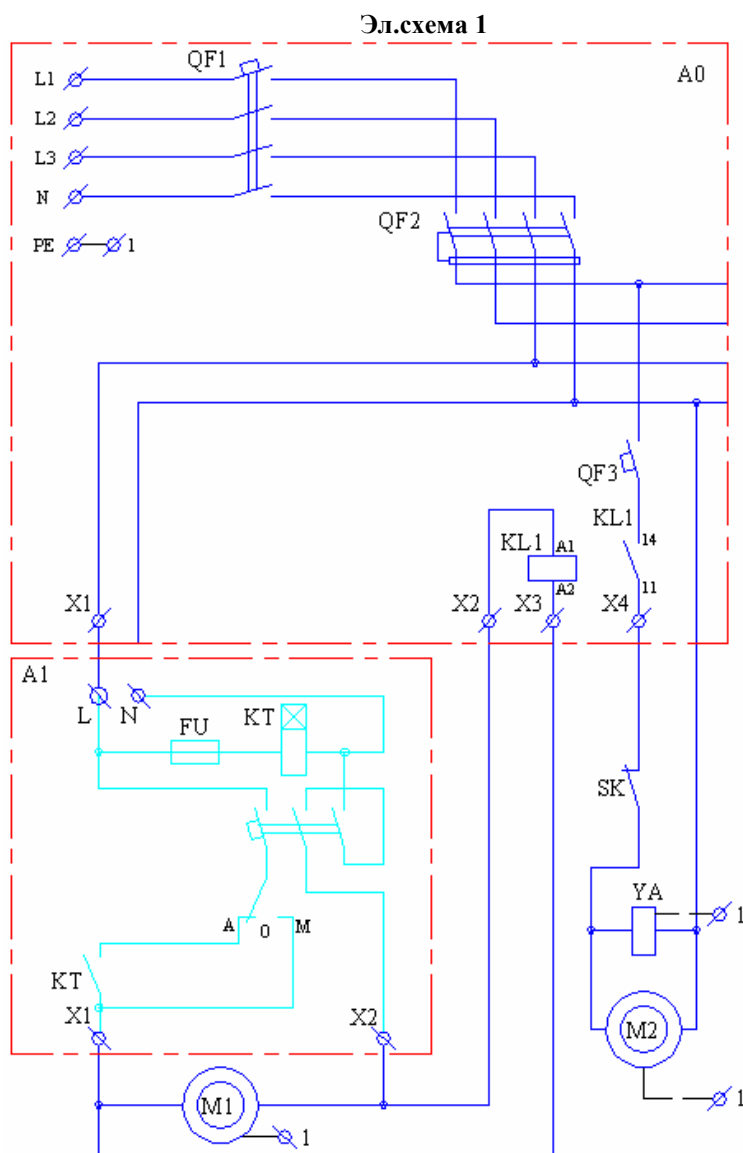 Эл.схема 1
QF1
A0
L1
L2
L3
N
QF2
PE
1
QF3
KL1
14
KL1
A1
A2
11
X1
X2
X3
X4
A1
L
N
FU
KT
SK
YA
1
A
0
M
KT
X1
X2
M2
M1
1
1